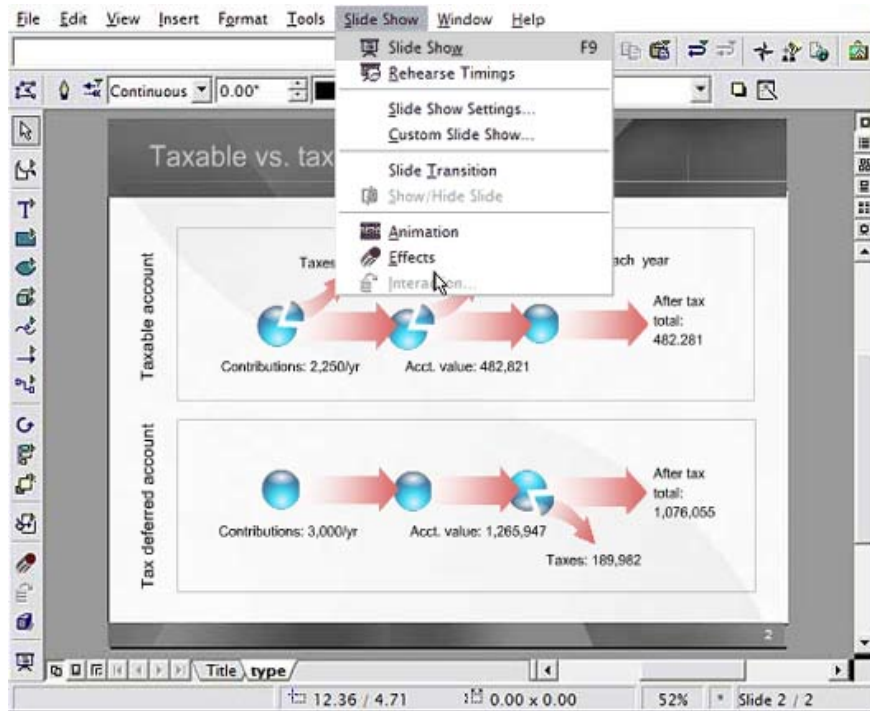 File Edit View Insert Format Tools Slide Show Window Help
Slide Show F9
Rehearse Timings
Continuous 0.00"
Slide Show Settings...
Custom Slide Show...
Slide Transition
Show/Hide Slide
Animation
Effects
Interaction...
Taxable vs. tax
Taxable account
Taxes
ach year
After tax
total:
482.281
Contributions: 2,250/yr
Acct. value: 482,821
Tax deferred account
After tax
total:
1,076,055
Contributions: 3,000/yr
Acct. value: 1,265,947
Taxes: 189,982
2
Title type
12.36 / 4.71 0.00 x 0.00 52% * Slide 2 / 2